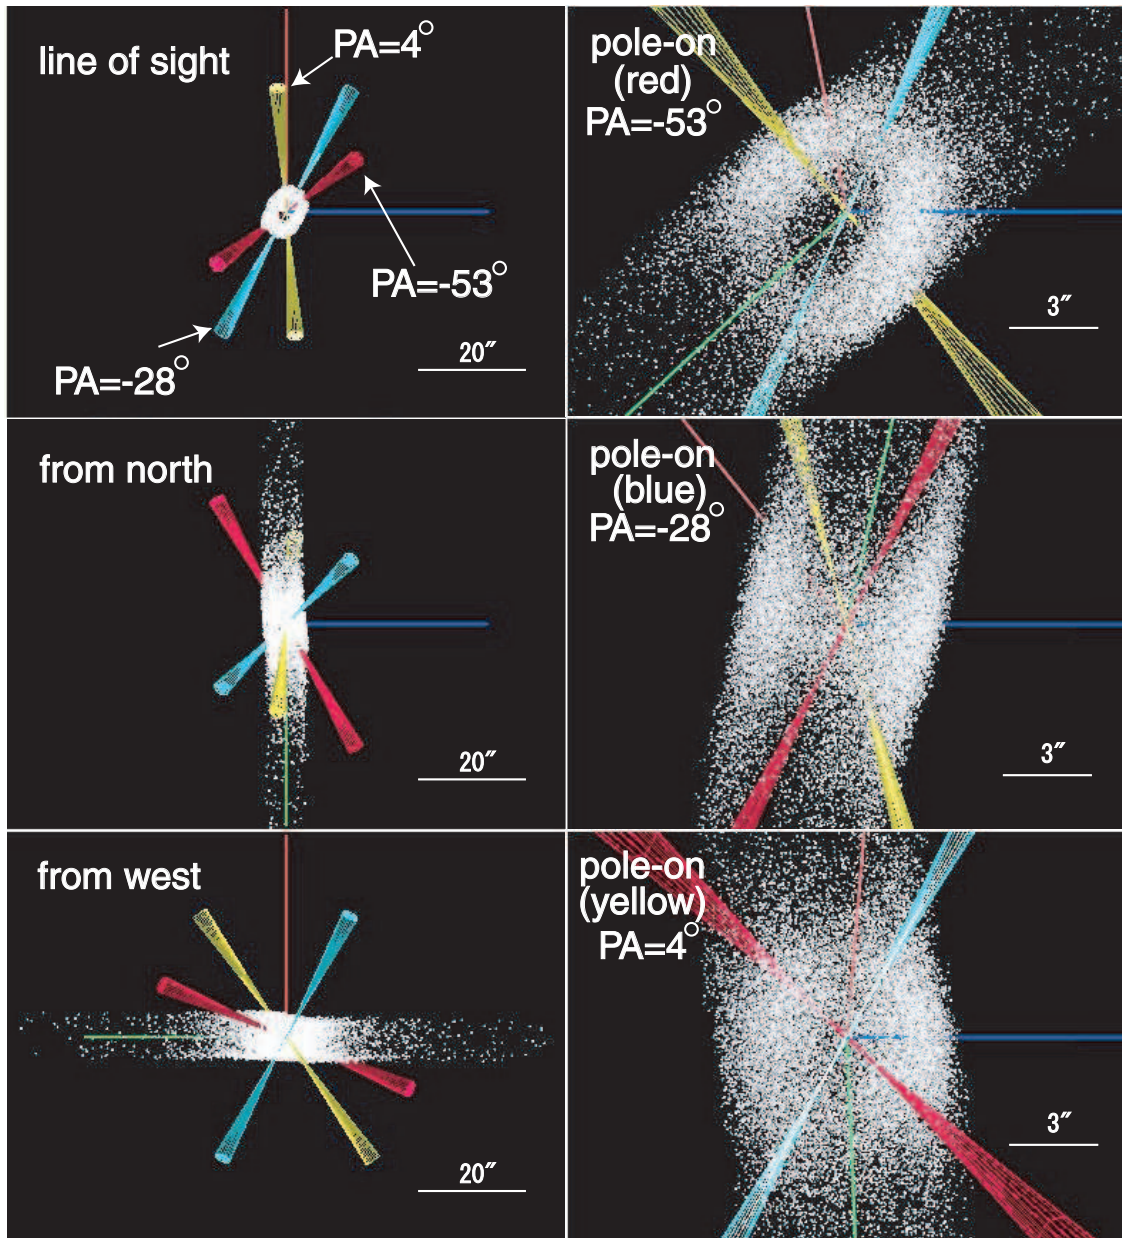 line of sight
PA=4°
PA=-53°
PA=-28°
20″
pole-on
(red)
PA=-53°
3″
from north
20″
pole-on
(blue)
PA=-28°
3″
from west
20″
pole-on
(yellow)
PA=4°
3″